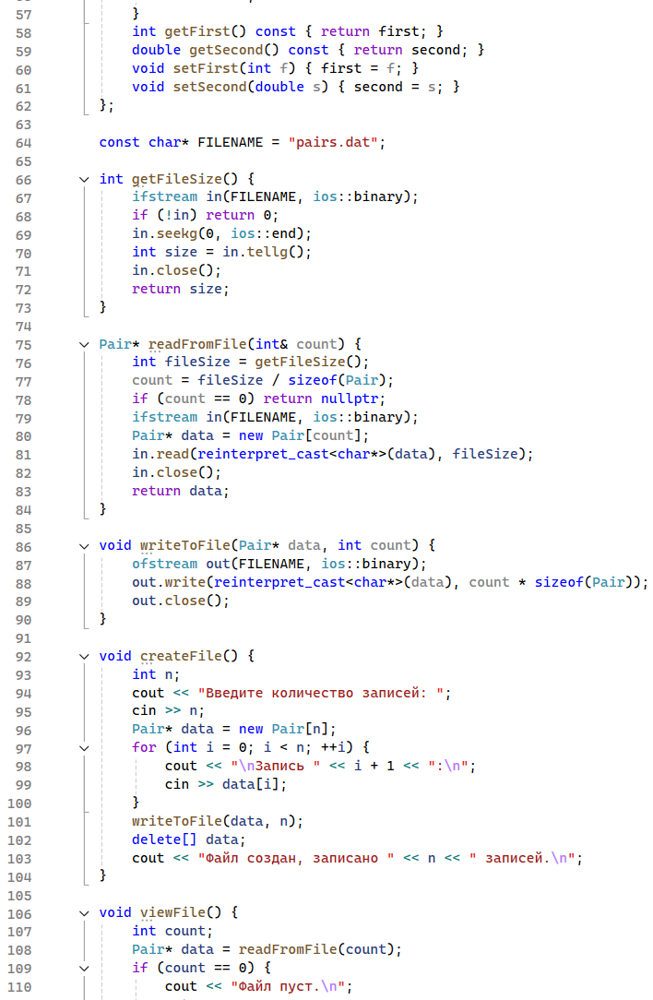 57 }
58 int getFirst() const { return first; }
59 double getSecond() const { return second; }
60 void setFirst(int f) { first = f; }
61 void setSecond(double s) { second = s; }
62 };
63
64 const char* FILENAME = "pairs.dat";
65
66 int getFileSize() {
67 ifstream in(FILENAME, ios::binary);
68 if (!in) return 0;
69 in.seekg(0, ios::end);
70 int size = in.tellg();
71 in.close();
72 return size;
73 }
74
75 Pair* readFromFile(int& count) {
76 int fileSize = getFileSize();
77 count = fileSize / sizeof(Pair);
78 if (count == 0) return nullptr;
79 ifstream in(FILENAME, ios::binary);
80 Pair* data = new Pair[count];
81 in.read(reinterpret_cast<char*>(data), fileSize);
82 in.close();
83 return data;
84 }
85
86 void writeToFile(Pair* data, int count) {
87 ofstream out(FILENAME, ios::binary);
88 out.write(reinterpret_cast<char*>(data), count * sizeof(Pair));
89 out.close();
90 }
91
92 void createFile() {
93 int n;
94 cout << "Введите количество записей: ";
95 cin >> n;
96 Pair* data = new Pair[n];
97 for (int i = 0; i < n; ++i) {
98 cout << "\nЗапись " << i + 1 << ":\n";
99 cin >> data[i];
100 }
101 writeToFile(data, n);
102 delete[] data;
103 cout << "Файл создан, записано " << n << " записей.\n";
104 }
105
106 void viewFile() {
107 int count;
108 Pair* data = readFromFile(count);
109 if (count == 0) {
110 cout << "Файл пуст.\n";